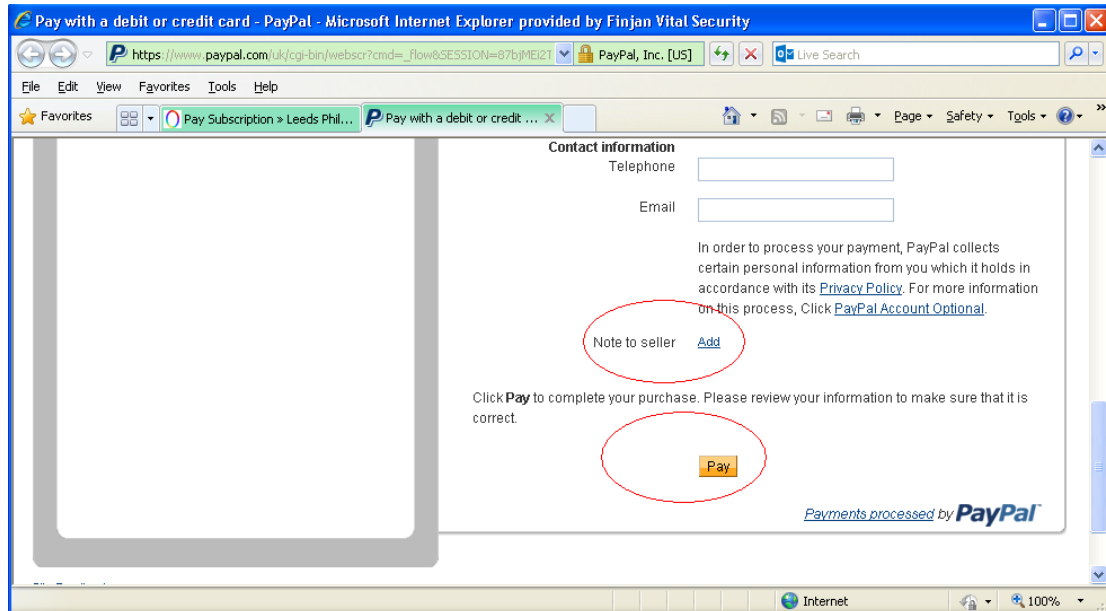 Pay with a debit or credit card - PayPal - Microsoft Internet Explorer provided by Finjan Vital Security
https://www.paypal.com/uk/cgi-bin/webscr?cmd=_flow&SESSION=87bjMEi2T PayPal, Inc. [US] Live Search
File Edit View Favorites Tools Help
Favorites Pay Subscription » Leeds Phil... Pay with a debit or credit ... Page Safety Tools
Contact information
Telephone
Email
In order to process your payment, PayPal collects
certain personal information from you which it holds in
accordance with its Privacy Policy. For more information
on this process, Click PayPal Account Optional.
Note to seller Add
Click Pay to complete your purchase. Please review your information to make sure that it is
correct.
Pay
Payments processed by PayPal
Internet 100%